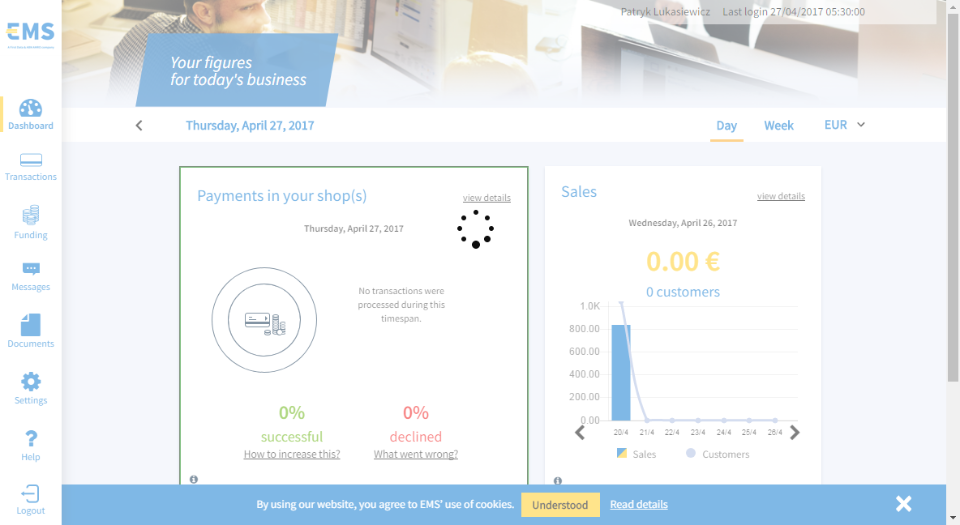 Patryk Lukasiewicz Last login 27/04/2017 05:30:00
EMS
Your figures
for today's business
Thursday, April 27, 2017
Day
Week
EUR
Dashboard
Transactions
Funding
Messages
Documents
Settings
Help
Logout
Payments in your shop(s)
view details
Thursday, April 27, 2017
No transactions were
processed during this
timespan.
0%
successful
How to increase this?
0%
declined
What went wrong?
Sales
view details
Wednesday, April 26, 2017
0.00 €
0 customers
1.0K
800.00
600.00
400.00
200.00
0.00
20/4 21/4 22/4 23/4 24/4 25/4 26/4
Sales Customers
By using our website, you agree to EMS' use of cookies. Understood Read details